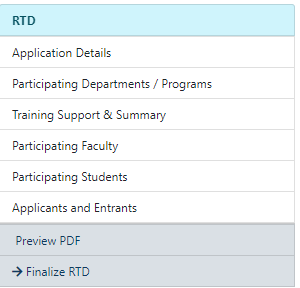 RTD
Application Details
Participating Departments / Programs
Training Support & Summary
Participating Faculty
Participating Students
Applicants and Entrants
Preview PDF
→ Finalize RTD